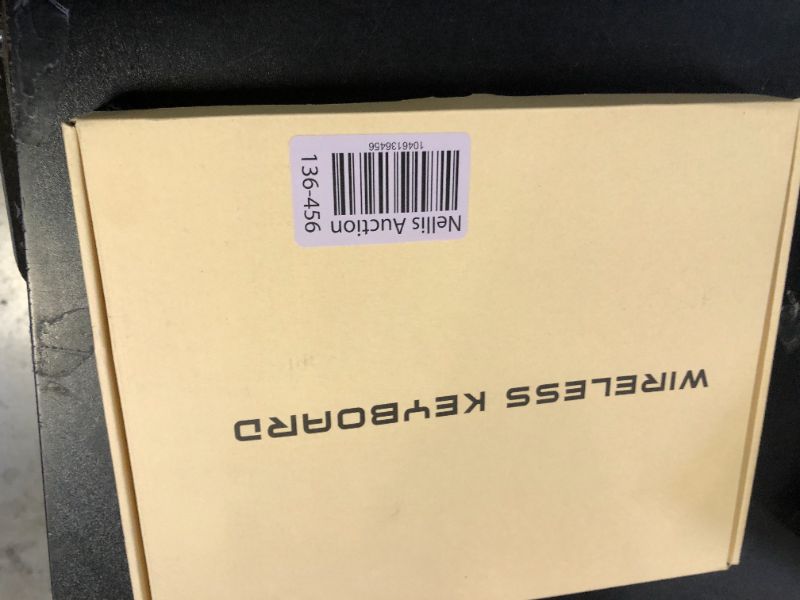 WIRELESS KEYBOARD
Nellis Auction
1046136456
136-456